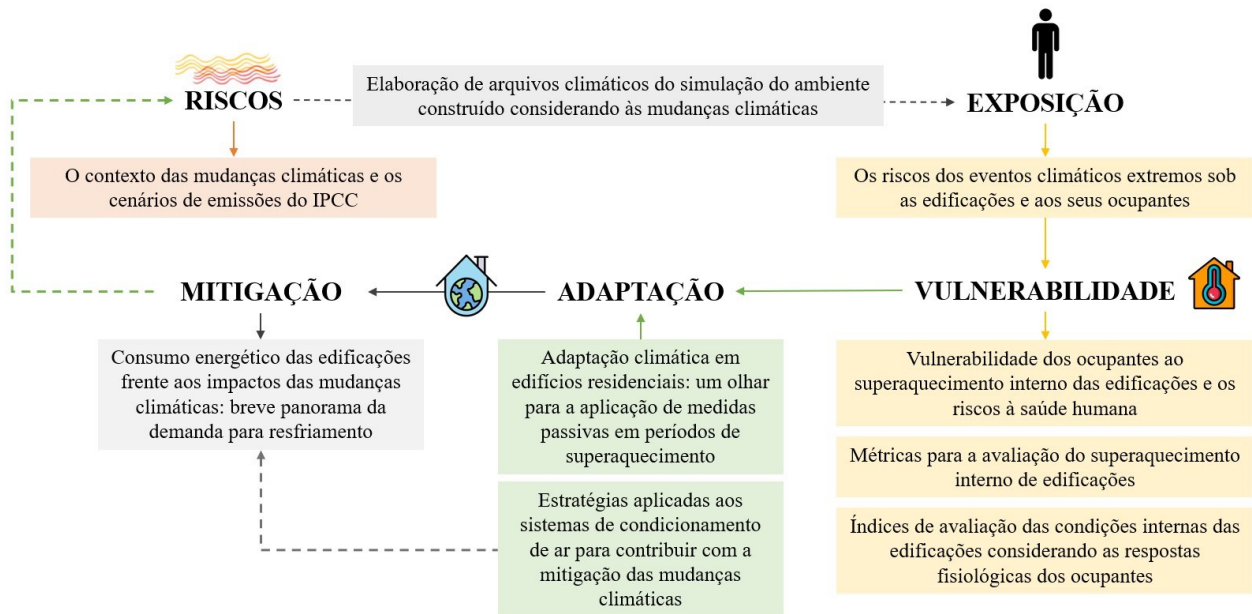 RISCOS
Elaboração de arquivos climáticos do simulação do ambiente
construído considerando às mudanças climáticas
EXPOSIÇÃO
O contexto das mudanças climáticas e os
cenários de emissões do IPCC
Os riscos dos eventos climáticos extremos sob
as edificações e aos seus ocupantes
MITIGAÇÃO
ADAPTAÇÃO
VULNERABILIDADE
Consumo energético das edificações
frente aos impactos das mudanças
climáticas: breve panorama da
demanda para resfriamento
Adaptação climática em
edifícios residenciais: um olhar
para a aplicação de medidas
passivas em períodos de
superaquecimento
Estratégias aplicadas aos
sistemas de condicionamento
de ar para contribuir com a
mitigação das mudanças
climáticas
Vulnerabilidade dos ocupantes ao
superaquecimento interno das edificações e os
riscos à saúde humana
Métricas para a avaliação do superaquecimento
interno de edificações
Índices de avaliação das condições internas das
edificações considerando as respostas
fisiológicas dos ocupantes